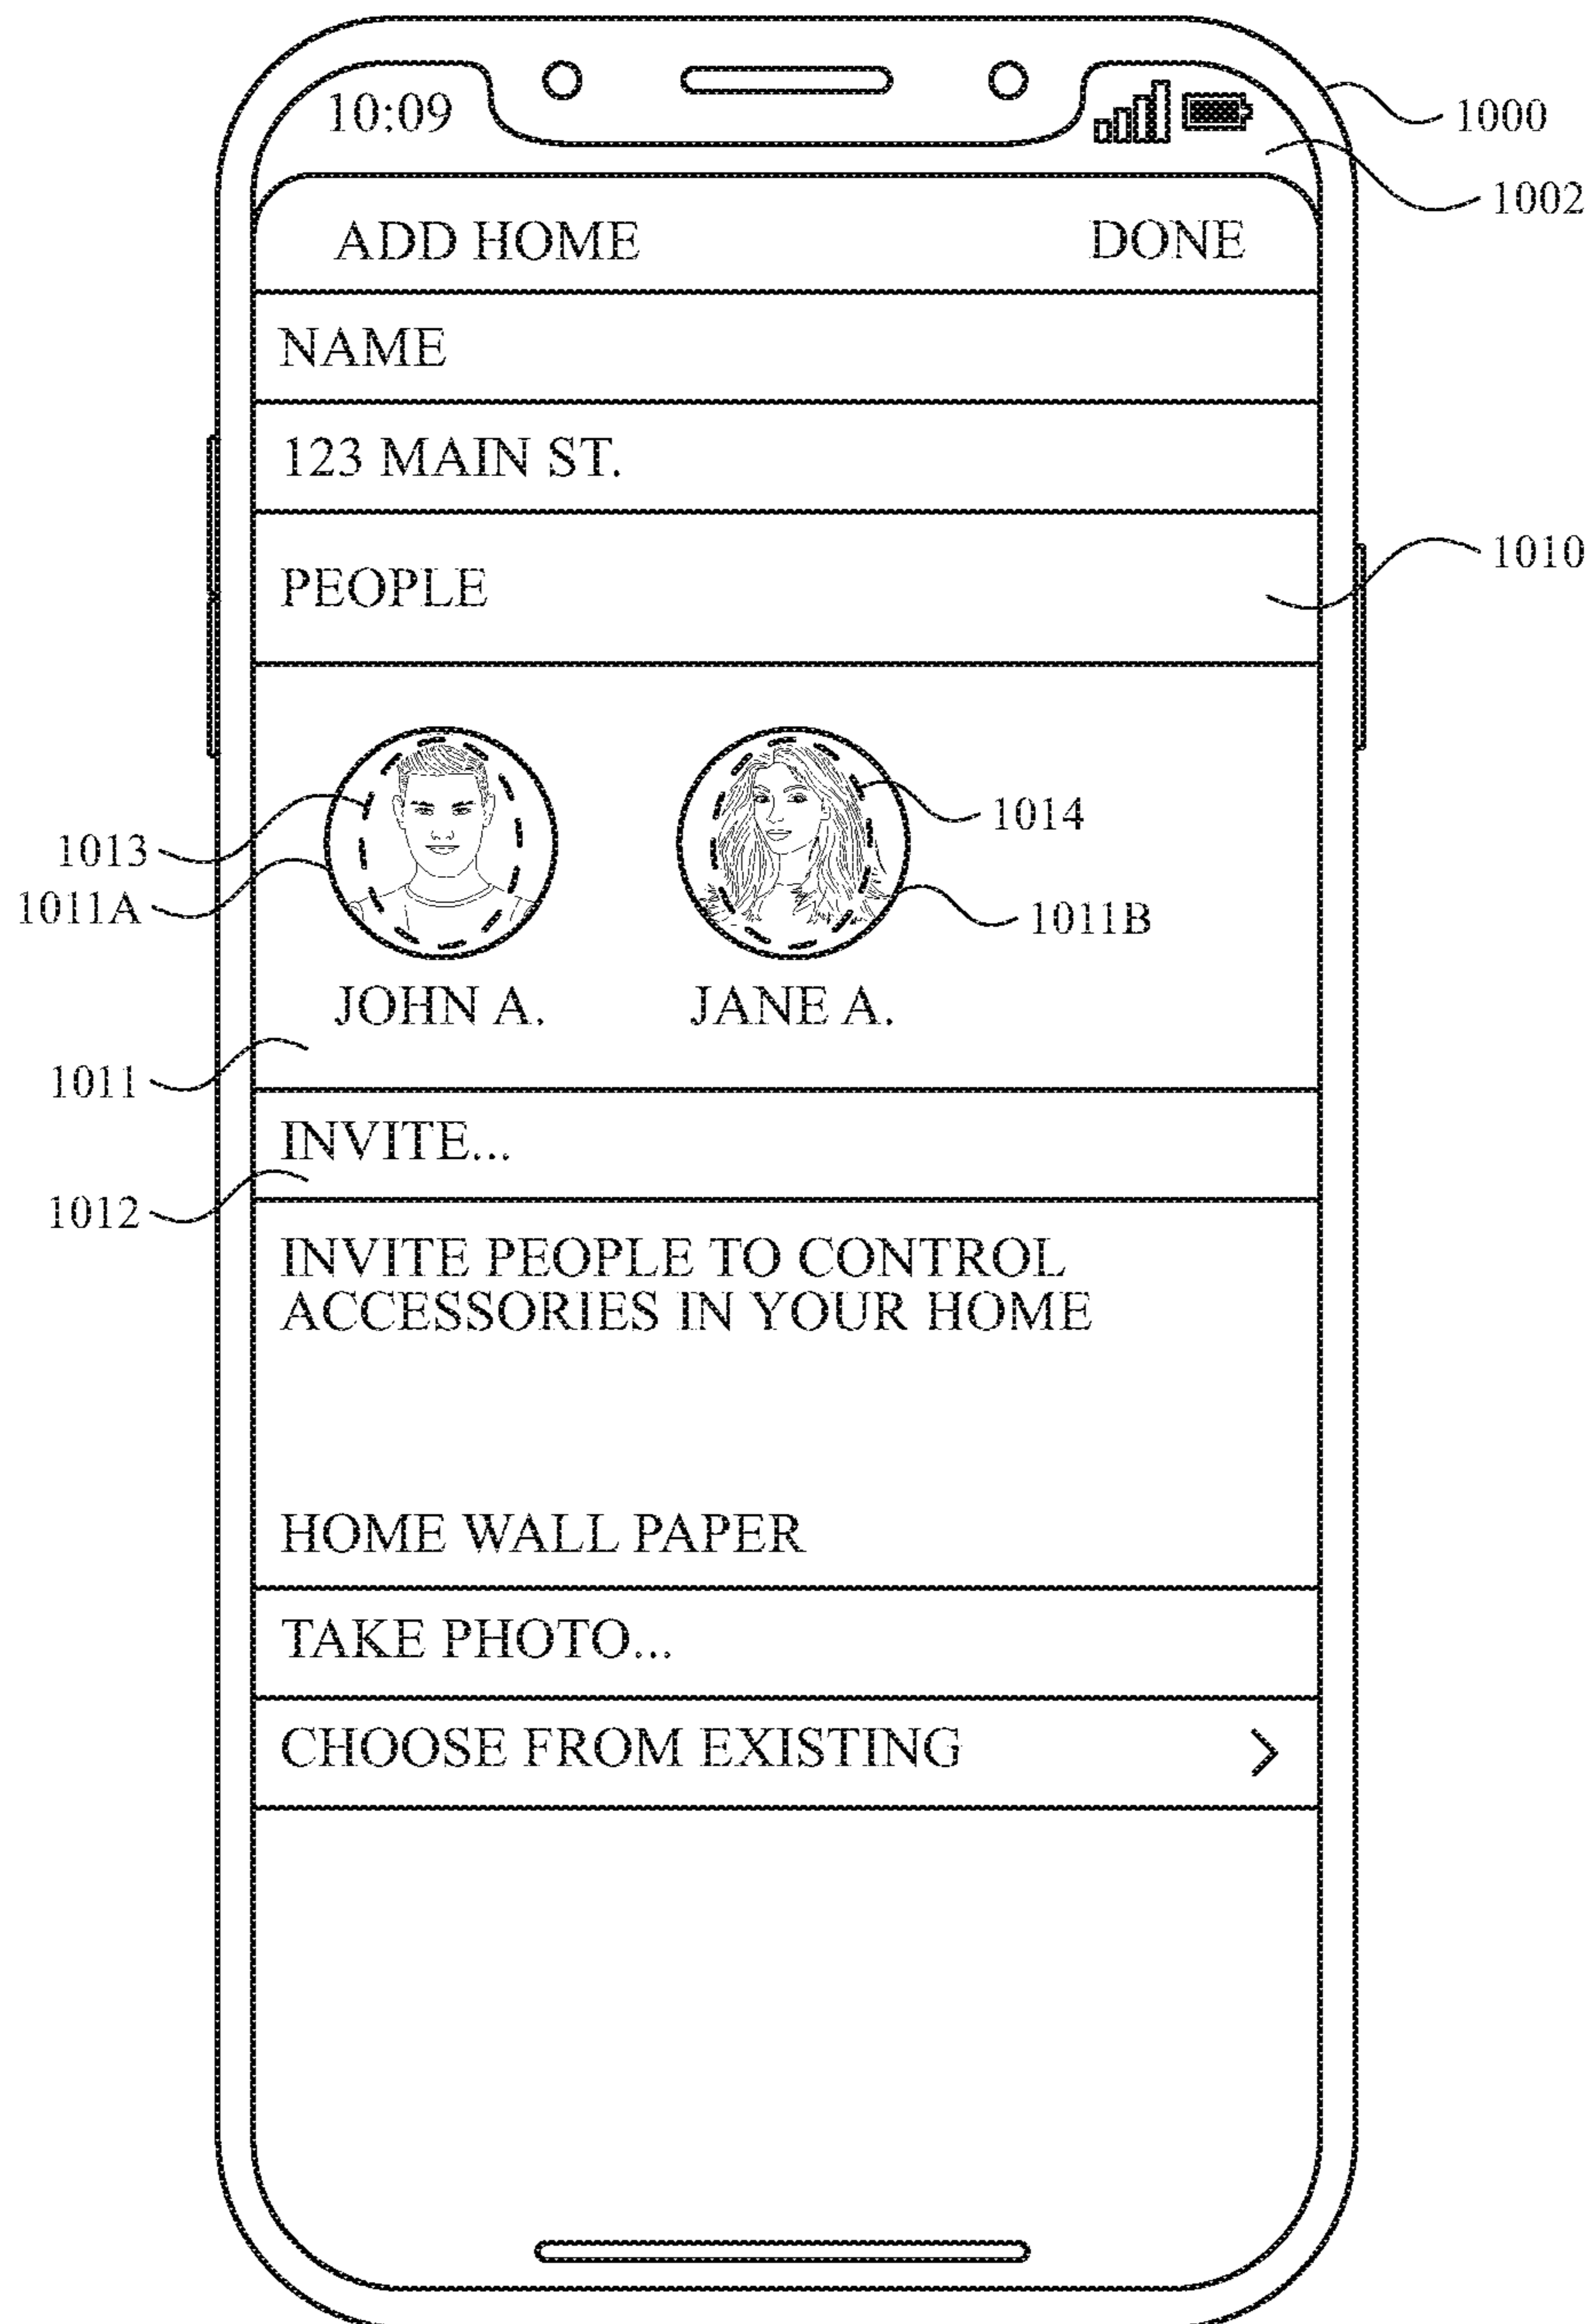 10:09
1000
1002
ADD HOME DONE
NAME
123 MAIN ST.
1010
PEOPLE
1013
1014
1011A
1011B
JOHN A. JANE A.
1011
INVITE...
1012
INVITE PEOPLE TO CONTROL
ACCESSORIES IN YOUR HOME
HOME WALL PAPER
TAKE PHOTO...
CHOOSE FROM EXISTING >